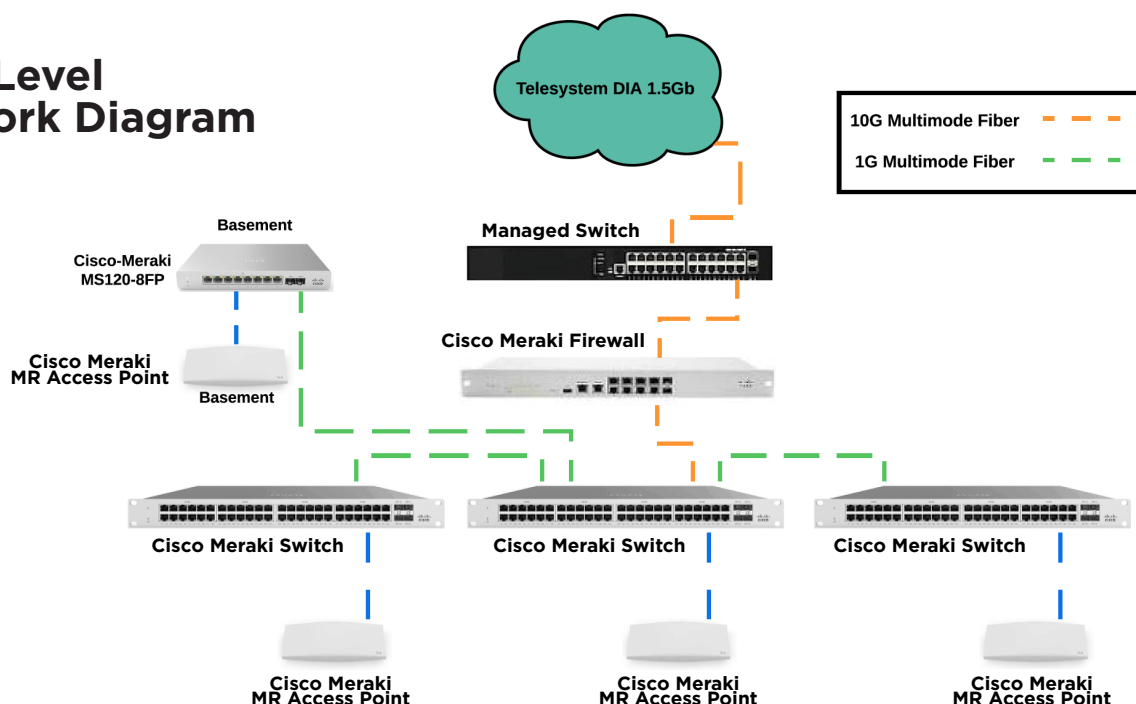 Level
ork Diagram
Telesystem DIA 1.5Gb
10G Multimode Fiber
1G Multimode Fiber
Basement
Cisco-Meraki
MS120-8FP
Managed Switch
Cisco Meraki Firewall
Cisco Meraki
MR Access Point
Basement
Cisco Meraki Switch
Cisco Meraki Switch
Cisco Meraki Switch
Cisco Meraki
MR Access Point
Cisco Meraki
MR Access Point
Cisco Meraki
MR Access Point